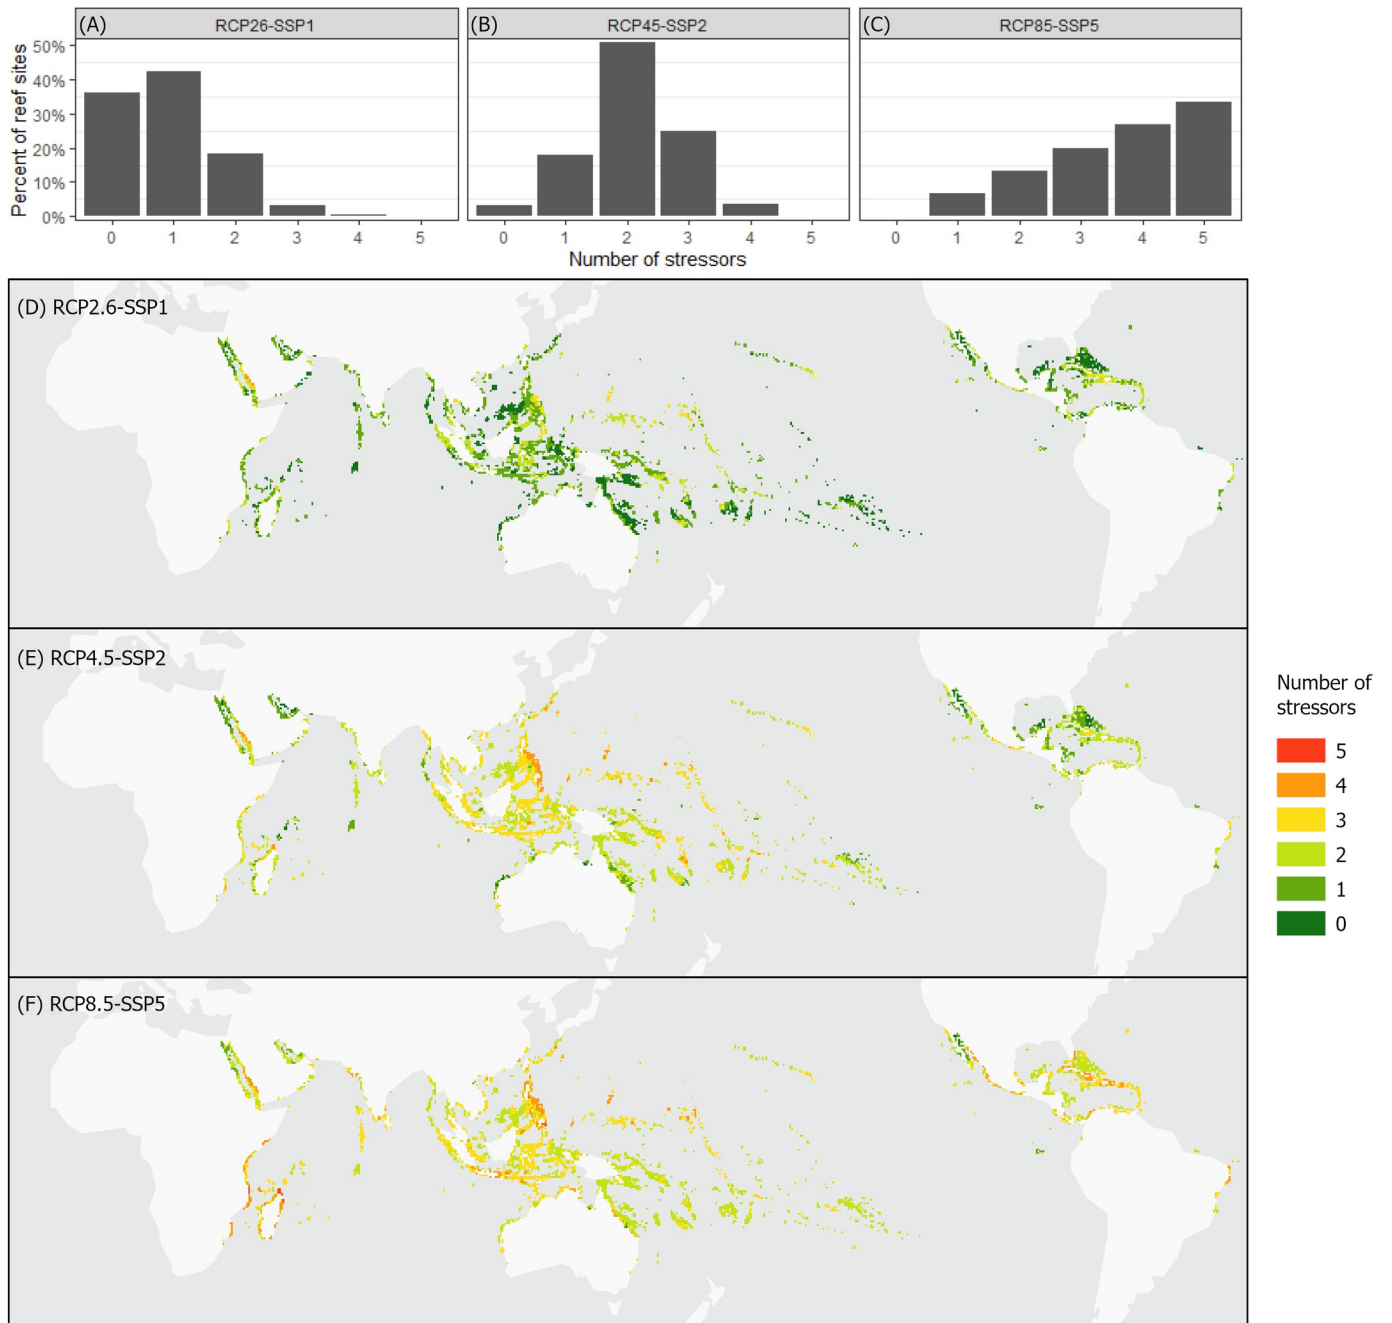 (A) RCP26-SSP1
(B) RCP45-SSP2
(C) RCP85-SSP5
Percent of reef sites
50%
40%
30%
20%
10%
0%
0 1 2 3 4 5
0 1 2 3 4 5
0 1 2 3 4 5
Number of stressors
(D) RCP2.6-SSP1
(E) RCP4.5-SSP2
(F) RCP8.5-SSP5
Number of
stressors
5
4
3
2
1
0